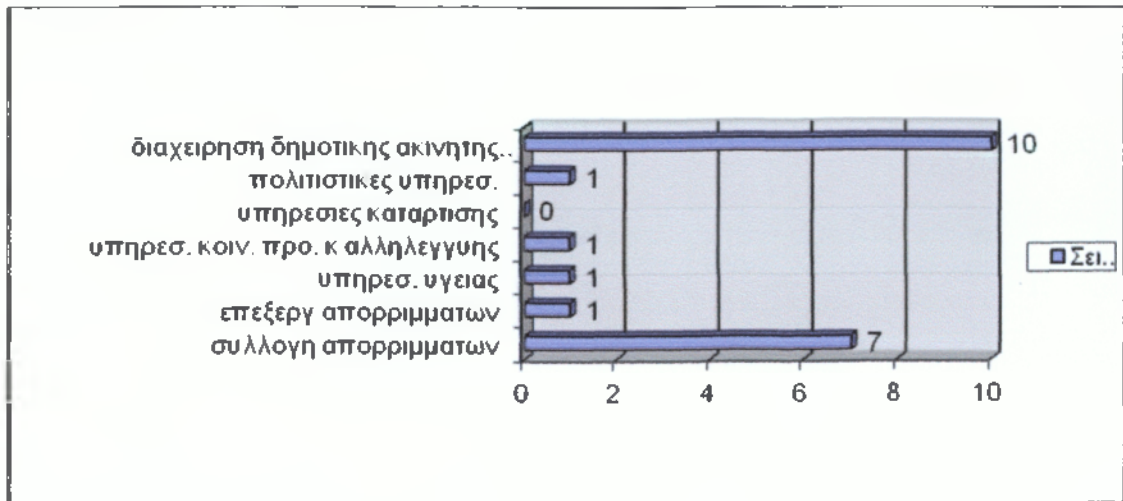 διαχειρηση δημοτικης ακινητης.. 10
πολιτιστικες υπηρεσ. 1
υπηρεσιες καταρτισης 0
υπηρεσ. κοιν. προ. κ αλληλεγγυης 1
υπηρεσ. υγειας 1
επεξεργ απορριμματων 1
συλλογη απορριμματων 7
0 2 4 6 8 10
Σει..